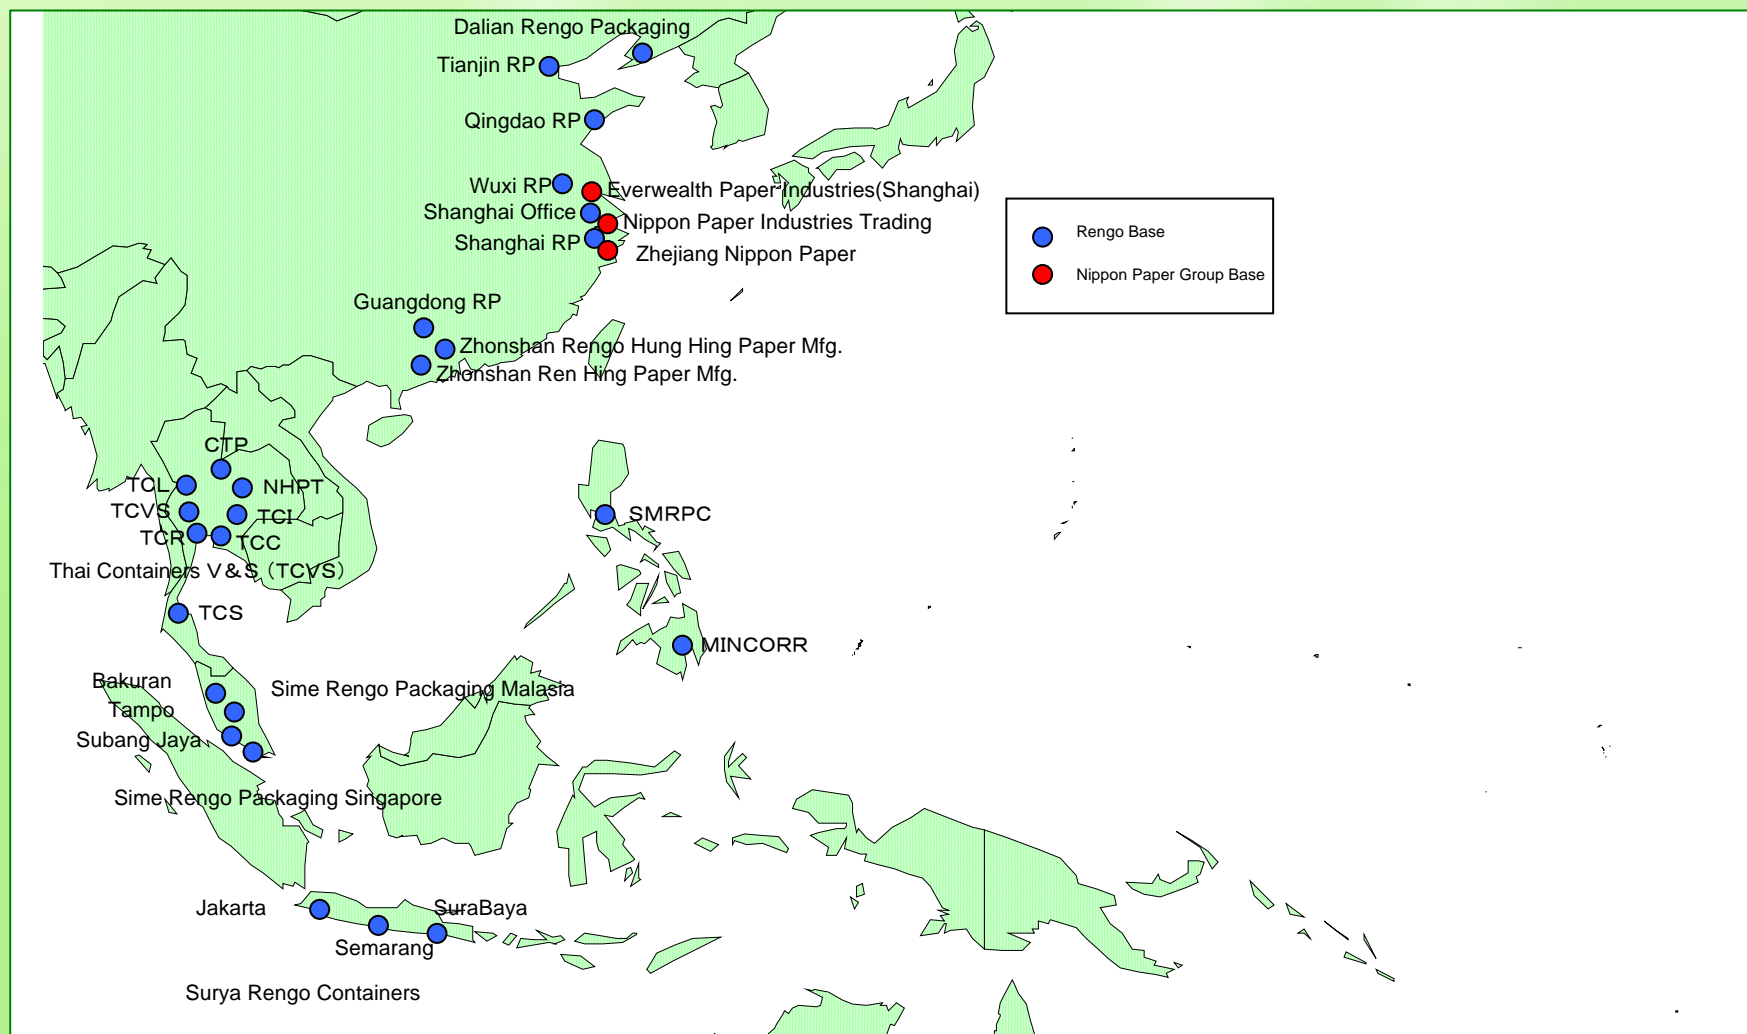 Dalian Rengo Packaging
Tianjin RP
Qingdao RP
Wuxi RP
Everwealth Paper Industries(Shanghai)
Shanghai Office
Nippon Paper Industries Trading
Shanghai RP
Zhejiang Nippon Paper
Rengo Base
Nippon Paper Group Base
Guangdong RP
Zhonshan Rengo Hung Hing Paper Mfg.
Zhonshan Ren Hing Paper Mfg.
CTP
TCL
NHPT
TCVS
TCI
TCR
TCC
SMRPC
Thai Containers V&S（TCVS）
TCS
MINCORR
Bakuran
Sime Rengo Packaging Malasia
Tampo
Subang Jaya
Sime Rengo Packaging Singapore
Jakarta
SuraBaya
Semarang
Surya Rengo Containers